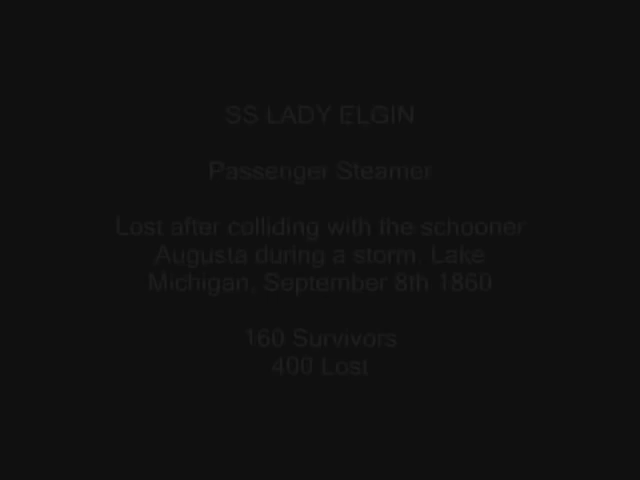 SS LADY ELGIN
Passenger Steamer
Lost after colliding with the schooner
Augusta during a storm. Lake
Michigan, September 8th 1860
160 Survivors
400 Lost